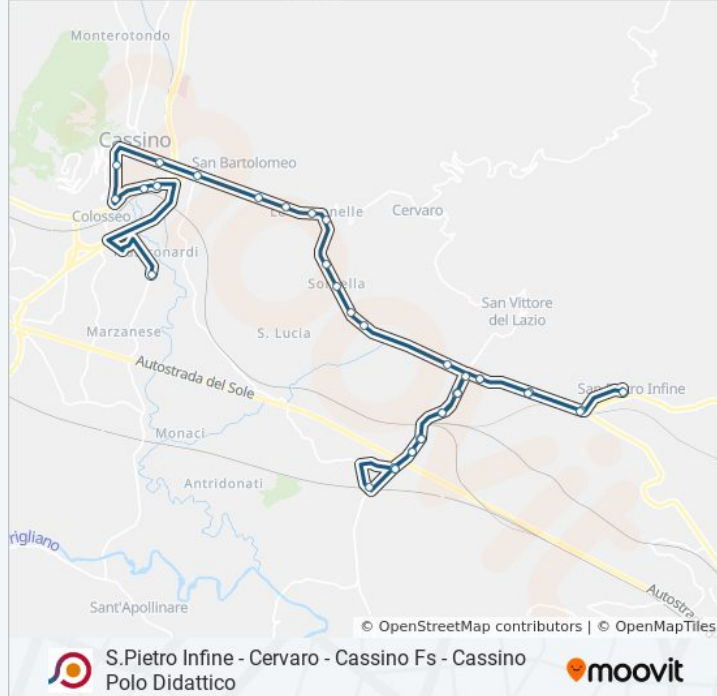 Monterotondo
Cassino
San Bartolomeo
Cervaro
Colosseo
San Vittore
del Lazio
Marzanese
S. Lucia
Autostrada del Sole
Infine
Monaci
Antridonati
Sant'Apollinare
© OpenStreetMap contributors | © OpenMapTiles
S.Pietro Infine - Cervaro - Cassino Fs - Cassino
Polo Didattico
moovit